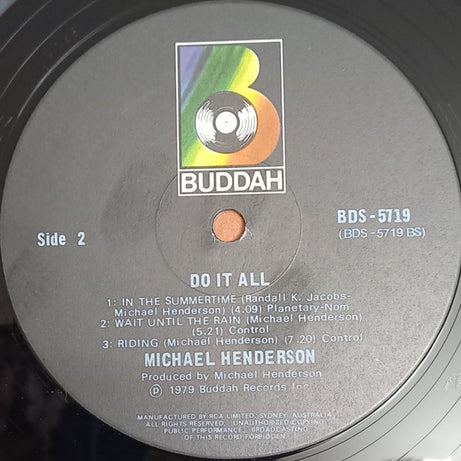 BUDDAH
BDS-5719
Side 2
(BDS-5719 BS)
DO IT ALL
1: IN THE SUMMERTIME (Randall K. Jacobs-
Michael Henderson) (4.09) Planetary-Nom
2: WAIT UNTIL THE RAIN (Michael Henderson)
(5.21) Control
3: RIDING (Michael Henderson) (7.20) Control
MICHAEL HENDERSON
Produced by Michael Henderson
℗ 1979 Buddah Records Inc.
MANUFACTURED BY RCA LIMITED, SYDNEY, AUSTRALIA
ALL RIGHTS RESERVED. UNAUTHORIZED COPYING
PUBLIC PERFORMANCE, BROADCASTING
OF THIS RECORD FORBIDDEN.